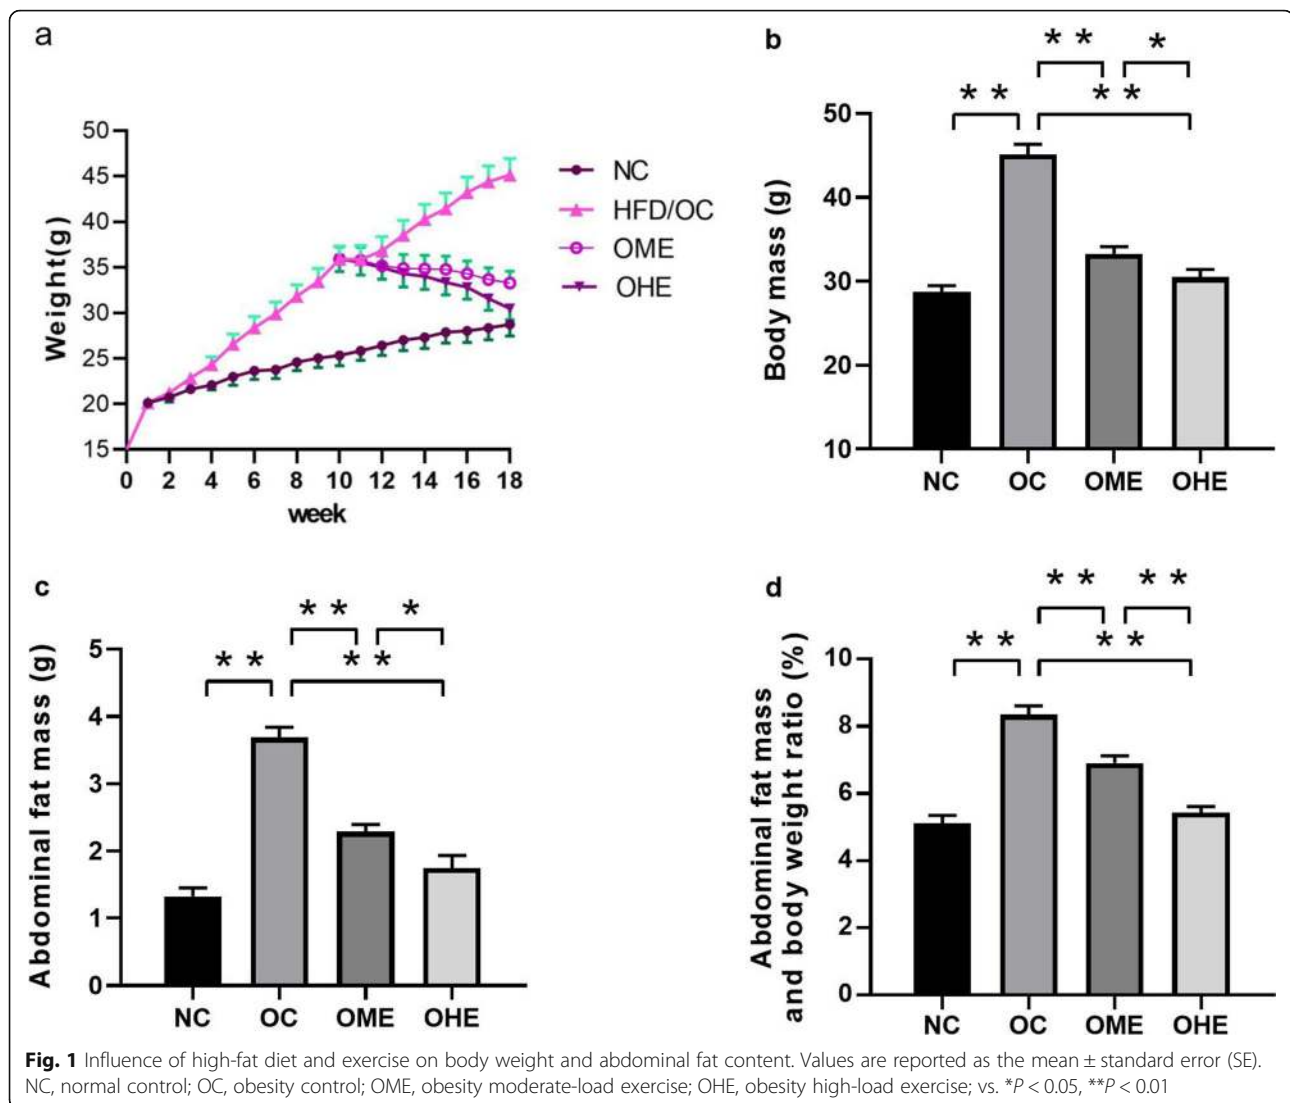 a
Weight(g)
50
45
40
35
30
25
20
15
0 2 4 6 8 10 12 14 16 18
week
NC
HFD/OC
OME
OHE
b
** *
** **
Body mass (g)
50
40
30
20
10
NC OC OME OHE
c
** *
** **
Abdominal fat mass (g)
5
4
3
2
1
0
NC OC OME OHE
d
** **
** **
Abdominal fat mass
and body weight ratio (%)
10
8
6
4
2
0
NC OC OME OHE
Fig. 1 Influence of high-fat diet and exercise on body weight and abdominal fat content. Values are reported as the mean ± standard error (SE).
NC, normal control; OC, obesity control; OME, obesity moderate-load exercise; OHE, obesity high-load exercise; vs. *P < 0.05, **P < 0.01